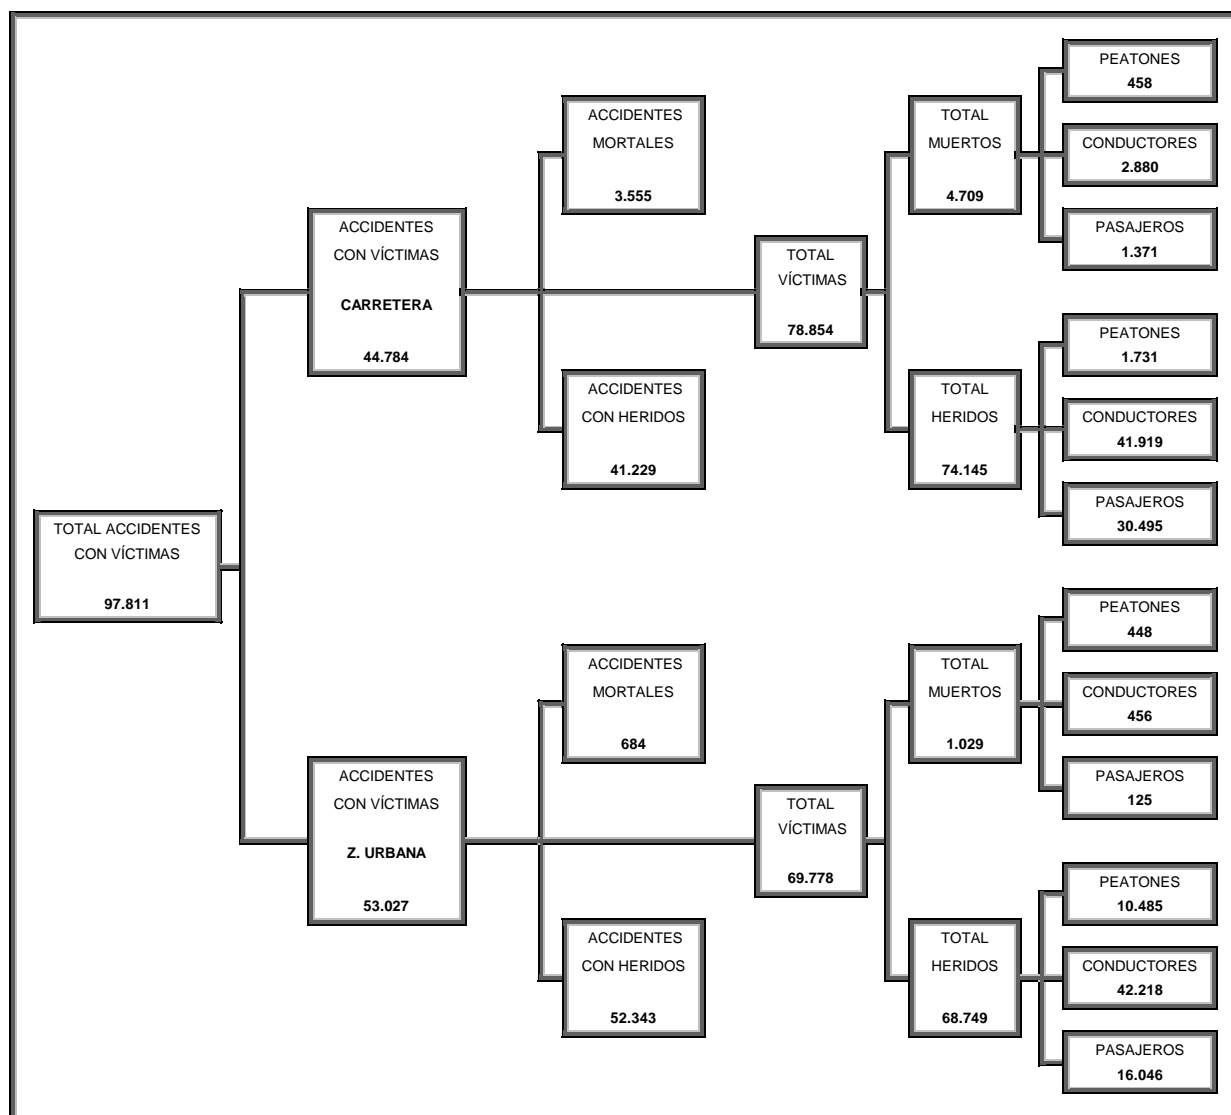 PEATONES
458
ACCIDENTES
MORTALES
3.555
TOTAL
MUERTOS
4.709
CONDUCTORES
2.880
PASAJEROS
1.371
ACCIDENTES
CON VÍCTIMAS
CARRETERA
44.784
TOTAL
VÍCTIMAS
78.854
PEATONES
1.731
ACCIDENTES
CON HERIDOS
41.229
TOTAL
HERIDOS
74.145
CONDUCTORES
41.919
PASAJEROS
30.495
TOTAL ACCIDENTES
CON VÍCTIMAS
97.811
PEATONES
448
ACCIDENTES
MORTALES
684
TOTAL
MUERTOS
1.029
CONDUCTORES
456
PASAJEROS
125
ACCIDENTES
CON VÍCTIMAS
Z. URBANA
53.027
TOTAL
VÍCTIMAS
69.778
PEATONES
10.485
ACCIDENTES
CON HERIDOS
52.343
TOTAL
HERIDOS
68.749
CONDUCTORES
42.218
PASAJEROS
16.046